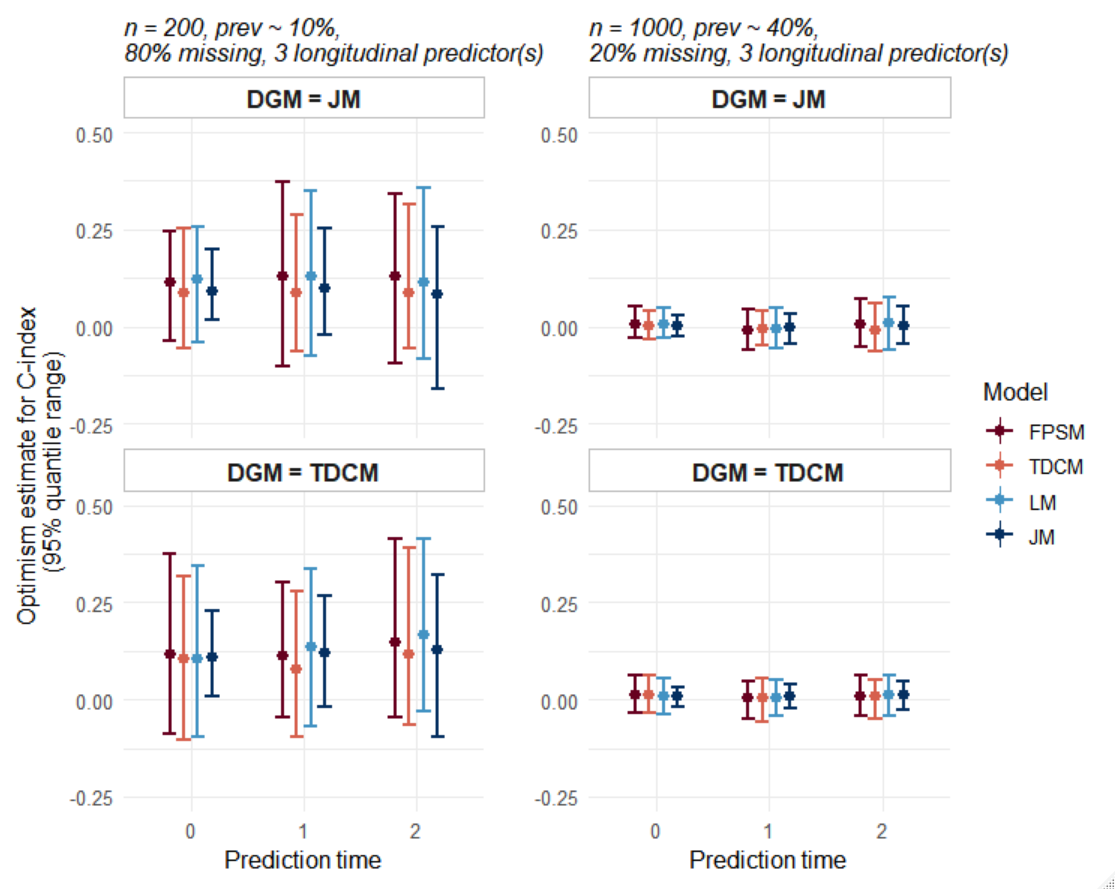 n = 200, prev ~ 10%,
80% missing, 3 longitudinal predictor(s)
n = 1000, prev ~ 40%,
20% missing, 3 longitudinal predictor(s)
DGM = JM
DGM = JM
0.50
0.25
0.00
-0.25
0.50
0.25
0.00
-0.25
DGM = TDCM
DGM = TDCM
0.50
0.25
0.00
-0.25
0.50
0.25
0.00
-0.25
Optimism estimate for C-index
(95% quantile range)
0 1 2
Prediction time
0 1 2
Prediction time
Model
FPSM
TDCM
LM
JM